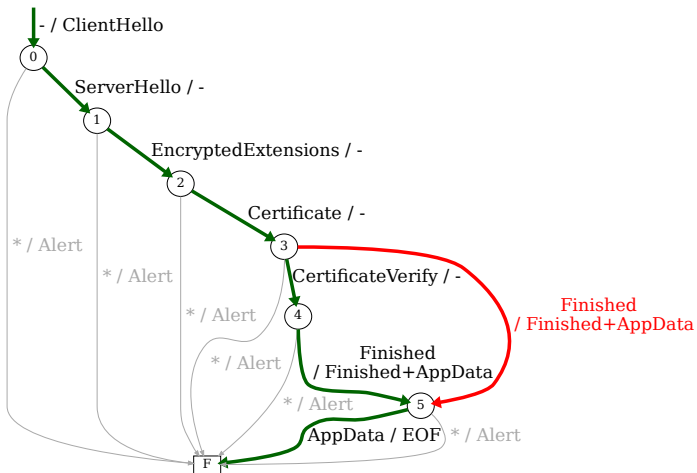 - / ClientHello
0
ServerHello / -
1
EncryptedExtensions / -
2
Certificate / -
* / Alert
3
* / Alert
CertificateVerify / -
Finished
/ Finished+AppData
* / Alert
4
* / Alert
Finished
/ Finished+AppData
* / Alert
5
AppData / EOF
* / Alert
F